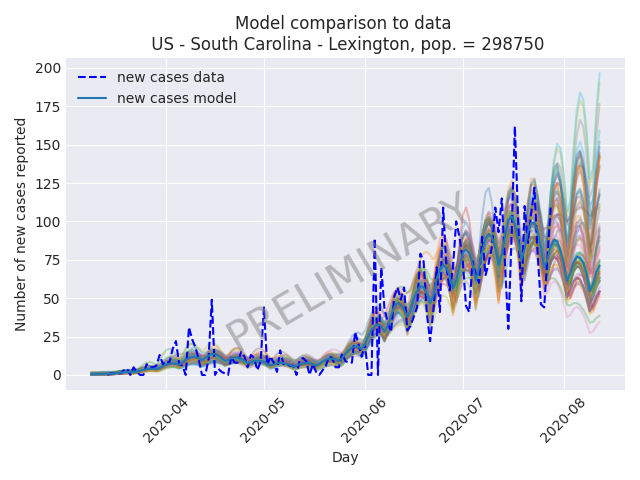 Model comparison to data
US - South Carolina - Lexington, pop. = 298750
200
175
150
125
100
75
50
25
0
Number of new cases reported
new cases data
new cases model
PRELIMINARY
2020-04
2020-05
2020-06
2020-07
2020-08
Day